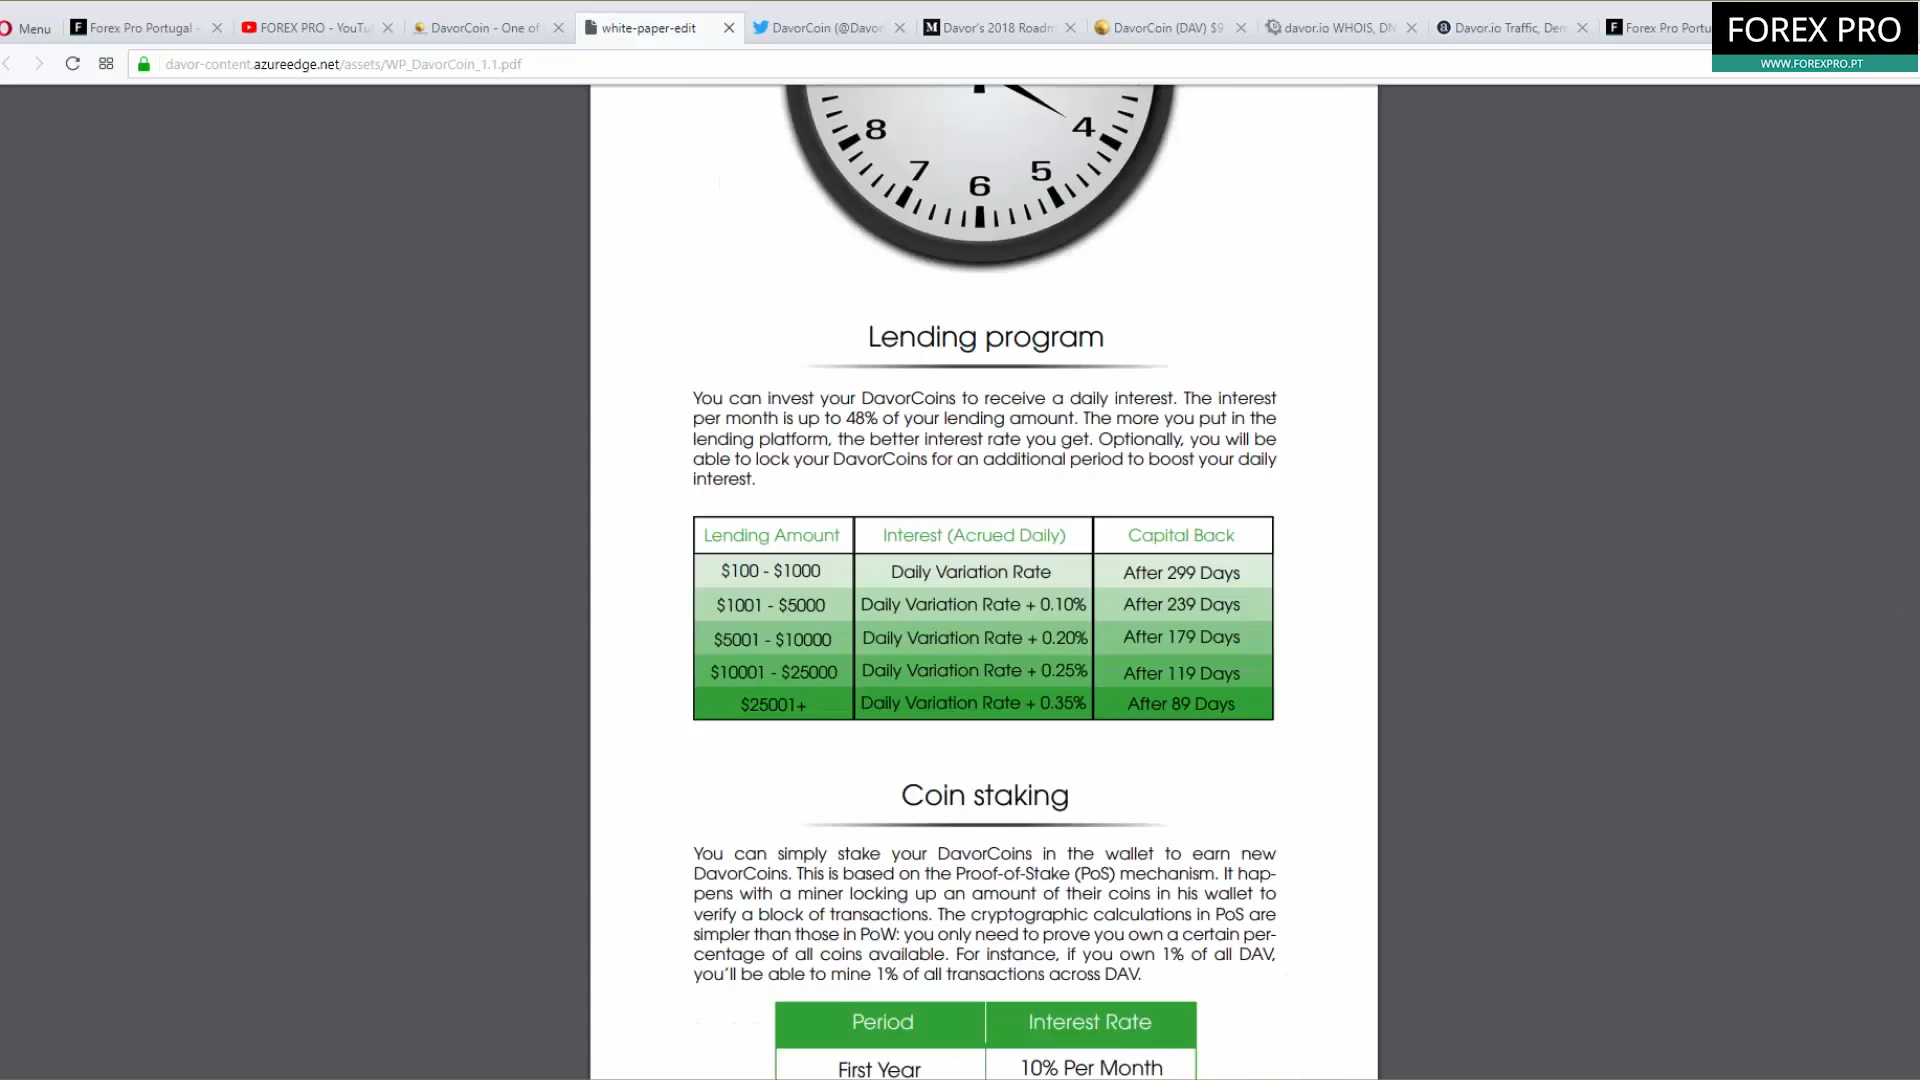 Menu
Forex Pro Portugal -
FOREX PRO - YouTu
DavorCoin - One of
white-paper-edit
DavorCoin (@Davor
Davor's 2018 Roadm
DavorCoin (DAV) $9
davor.io WHOIS, DN
Davor.io Traffic, Dem
Forex Pro Portu
FOREX PRO
WWW.FOREXPRO.PT
davor-content.azureedge.net/assets/WP_DavorCoin_1.1.pdf
8 4
7 5
6
Lending program
You can invest your DavorCoins to receive a daily interest. The interest
per month is up to 48% of your lending amount. The more you put in the
lending platform, the better interest rate you get. Optionally, you will be
able to lock your DavorCoins for an additional period to boost your daily
interest.
Lending Amount Interest (Accrued Daily) Capital Back
$100 - $1000 Daily Variation Rate After 299 Days
$1001 - $5000 Daily Variation Rate + 0.10% After 239 Days
$5001 - $10000 Daily Variation Rate + 0.20% After 179 Days
$10001 - $25000 Daily Variation Rate + 0.25% After 119 Days
$25001+ Daily Variation Rate + 0.35% After 89 Days
Coin staking
You can simply stake your DavorCoins in the wallet to earn new
DavorCoins. This is based on the Proof-of-Stake (PoS) mechanism. It hap-
pens with a miner locking up an amount of their coins in his wallet to
verify a block of transactions. The cryptographic calculations in PoS are
simpler than those in PoW: you only need to prove you own a certain per-
centage of all coins available. For instance, if you own 1% of all DAV,
you'll be able to mine 1% of all transactions across DAV.
Period Interest Rate
First Year 10% Per Month